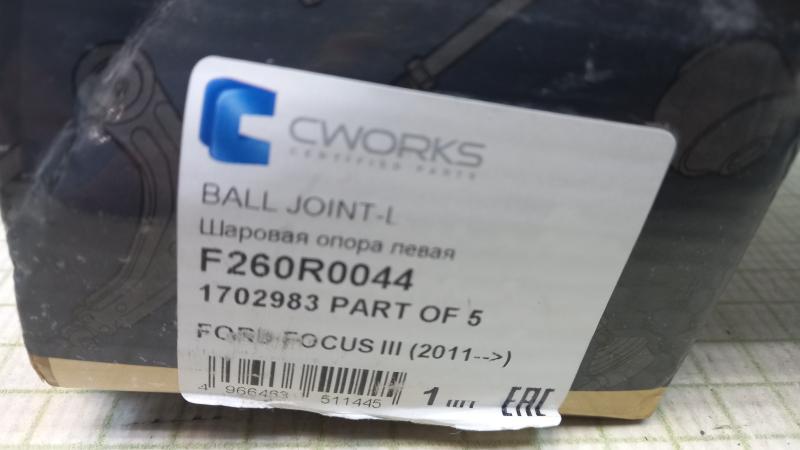 CWORKS
CERTIFIED PARTS
BALL JOINT-L
Шаровая опора левая
F260R0044
1702983 PART OF 5
FORD FOCUS III (2011-->)
4 966483 511445
1 шт.
EAC